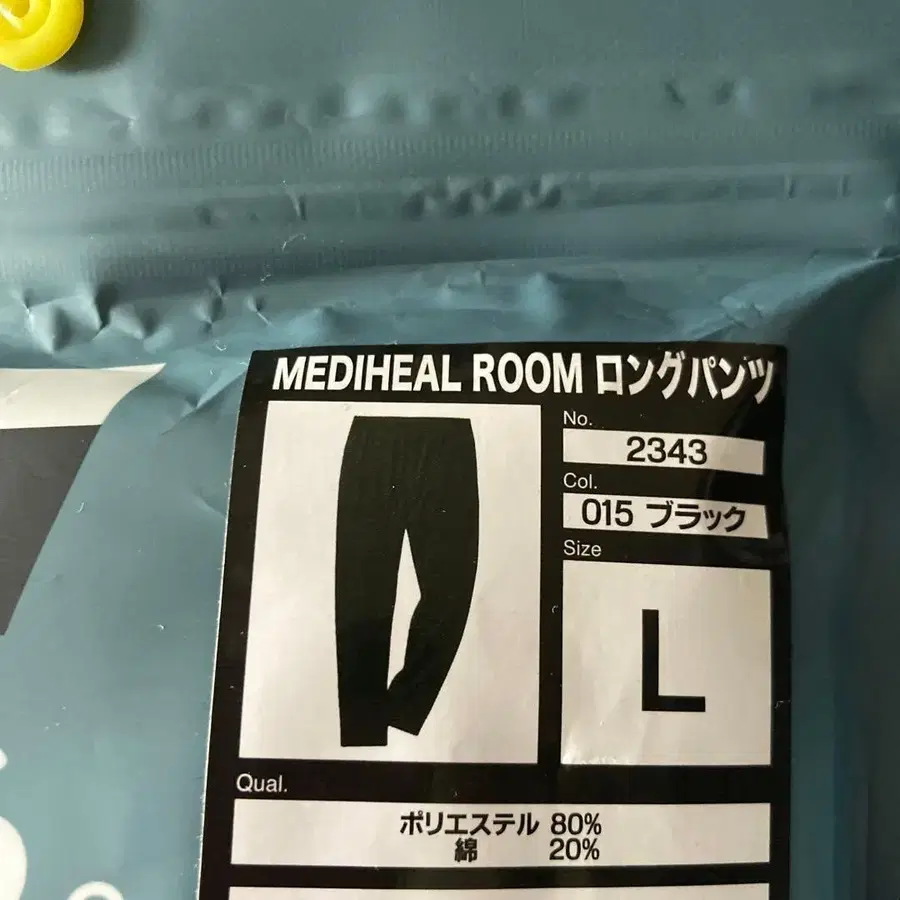 MEDIHEAL ROOM ロングパンツ
No.
2343
Col.
015 ブラック
Size
L
Qual.
ポリエステル 80%
綿 20%